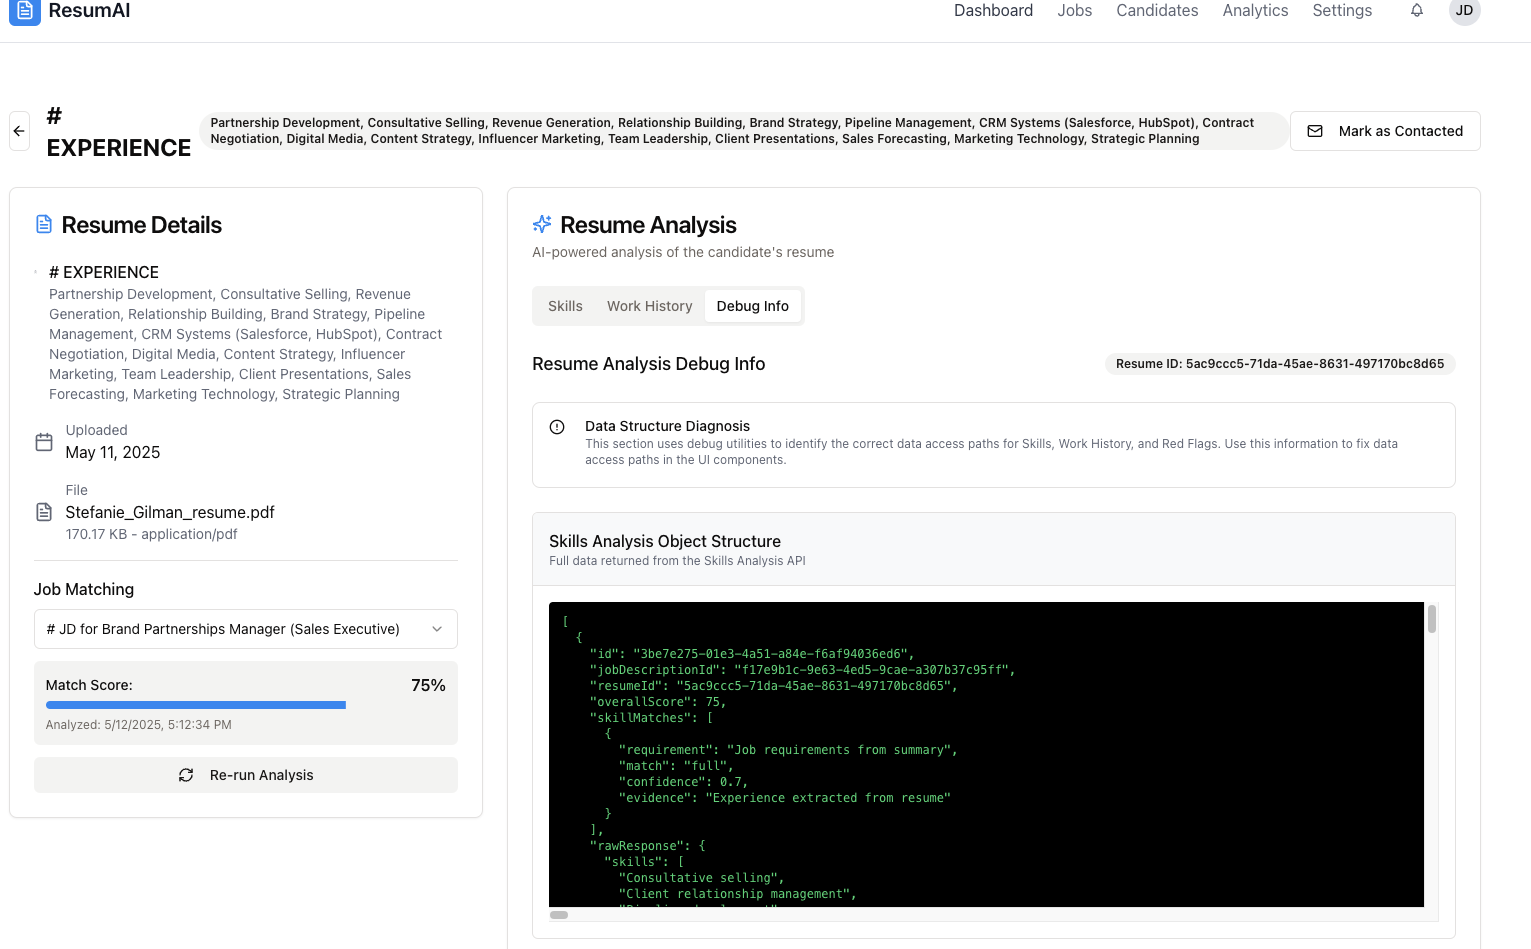 ResumAI
Dashboard Jobs Candidates Analytics Settings JD
# EXPERIENCE
Partnership Development, Consultative Selling, Revenue Generation, Relationship Building, Brand Strategy, Pipeline Management, CRM Systems (Salesforce, HubSpot), Contract
Negotiation, Digital Media, Content Strategy, Influencer Marketing, Team Leadership, Client Presentations, Sales Forecasting, Marketing Technology, Strategic Planning
Mark as Contacted
Resume Details
# EXPERIENCE
Partnership Development, Consultative Selling, Revenue
Generation, Relationship Building, Brand Strategy, Pipeline
Management, CRM Systems (Salesforce, HubSpot), Contract
Negotiation, Digital Media, Content Strategy, Influencer
Marketing, Team Leadership, Client Presentations, Sales
Forecasting, Marketing Technology, Strategic Planning
Uploaded
May 11, 2025
File
Stefanie_Gilman_resume.pdf
170.17 KB - application/pdf
Job Matching
# JD for Brand Partnerships Manager (Sales Executive)
Match Score: 75%
Analyzed: 5/12/2025, 5:12:34 PM
Re-run Analysis
Resume Analysis
AI-powered analysis of the candidate's resume
Skills Work History Debug Info
Resume Analysis Debug Info
Resume ID: 5ac9ccc5-71da-45ae-8631-497170bc8d65
Data Structure Diagnosis
This section uses debug utilities to identify the correct data access paths for Skills, Work History, and Red Flags. Use this information to fix data
access paths in the UI components.
Skills Analysis Object Structure
Full data returned from the Skills Analysis API
[
{
"id": "3be7e275-01e3-4a51-a84e-f6af94036ed6",
"jobDescriptionId": "f17e9b1c-9e63-4ed5-9cae-a307b37c95ff",
"resumeId": "5ac9ccc5-71da-45ae-8631-497170bc8d65",
"overallScore": 75,
"skillMatches": [
{
"requirement": "Job requirements from summary",
"match": "full",
"confidence": 0.7,
"evidence": "Experience extracted from resume"
}
],
"rawResponse": {
"skills": [
"Consultative selling",
"Client relationship management",